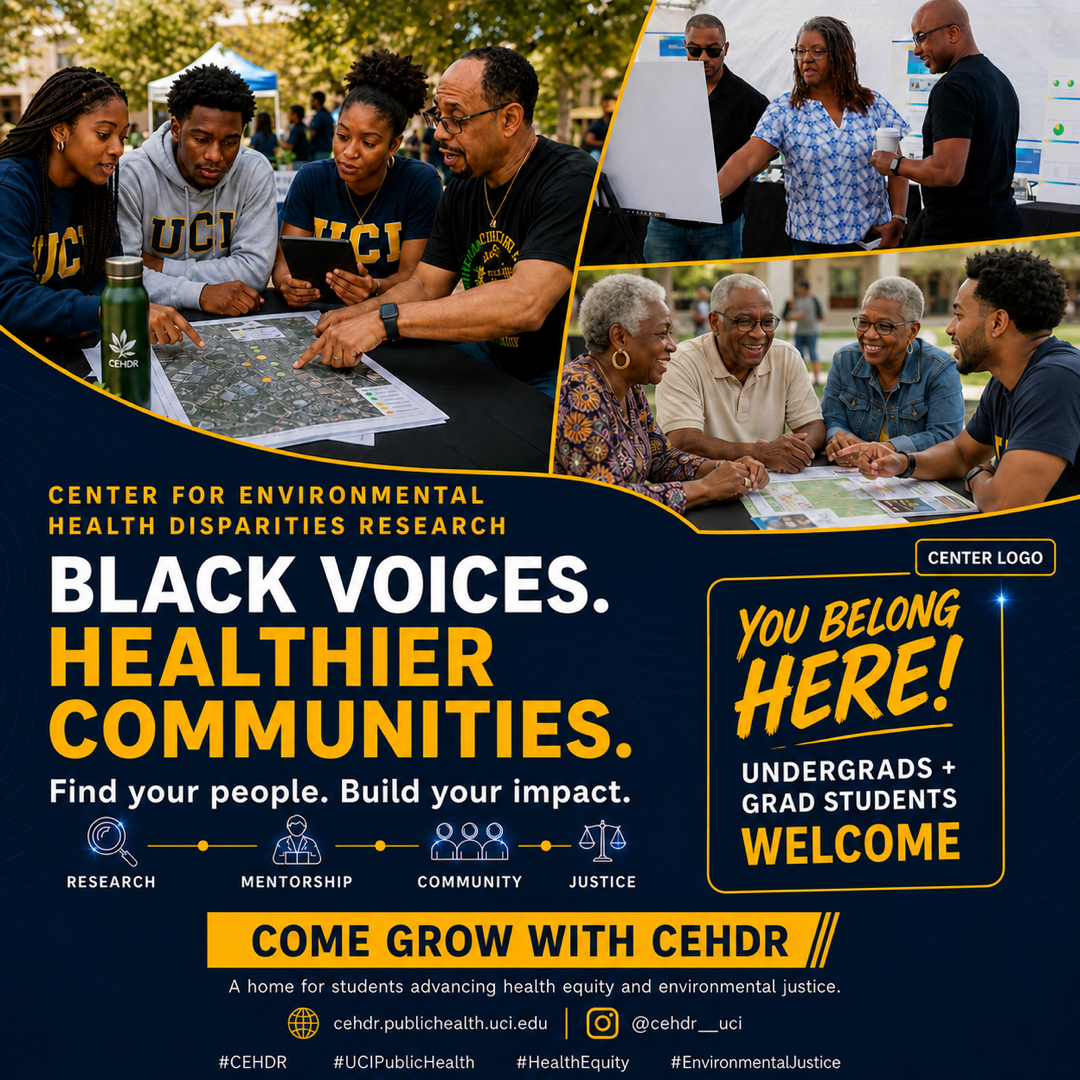 UCI
UCI
UCI
CEHDR
CENTER FOR ENVIRONMENTAL
HEALTH DISPARITIES RESEARCH
BLACK VOICES.
HEALTHIER
COMMUNITIES.
Find your people. Build your impact.
RESEARCH
MENTORSHIP
COMMUNITY
JUSTICE
CENTER LOGO
YOU BELONG
HERE!
UNDERGRADS +
GRAD STUDENTS
WELCOME
COME GROW WITH CEHDR
A home for students advancing health equity and environmental justice.
cehdr.publichealth.uci.edu
@cehdr__uci
#CEHDR #UCIPublicHealth #HealthEquity #EnvironmentalJustice